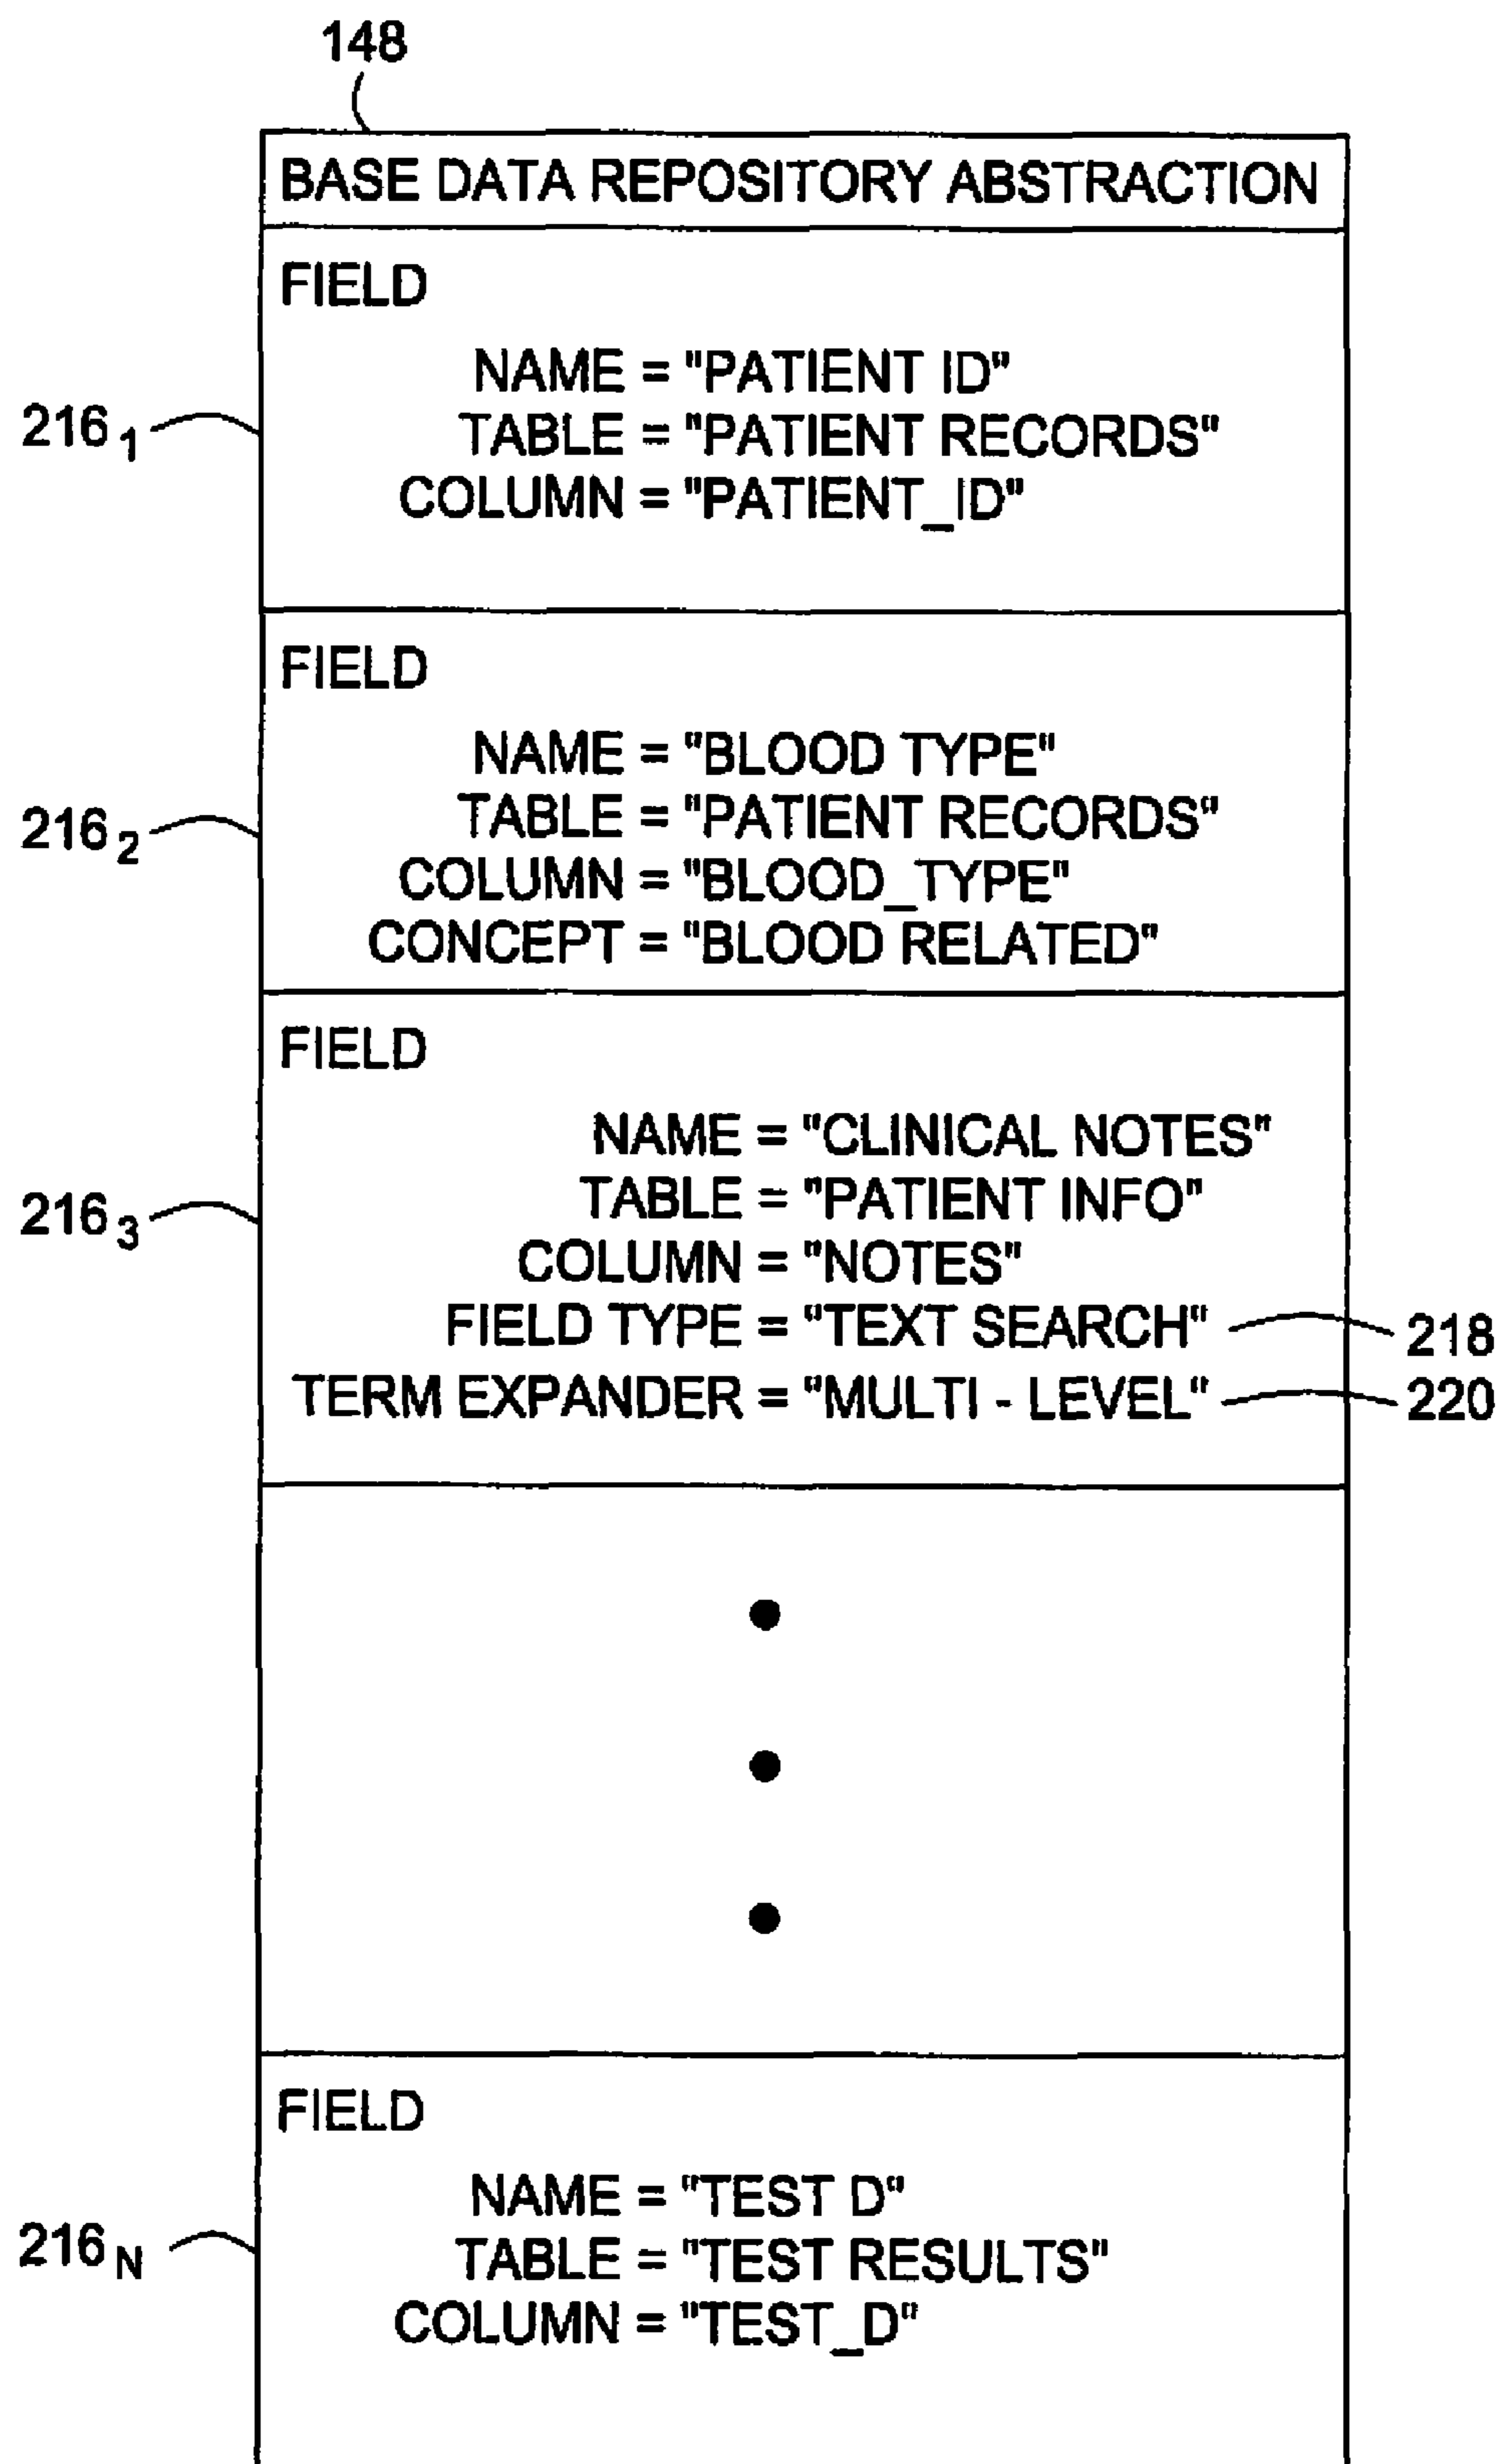 148
BASE DATA REPOSITORY ABSTRACTION
FIELD
NAME = "PATIENT ID"
216 1
TABLE = "PATIENT RECORDS"
COLUMN = "PATIENT_ID"
FIELD
NAME = "BLOOD TYPE"
TABLE = "PATIENT RECORDS"
216 2
COLUMN = "BLOOD_TYPE"
CONCEPT = "BLOOD RELATED"
FIELD
NAME = "CLINICAL NOTES"
TABLE = "PATIENT INFO"
216 3
COLUMN = "NOTES"
FIELD TYPE = "TEXT SEARCH" 218
TERM EXPANDER = "MULTI - LEVEL" 220
FIELD
NAME = "TEST D"
216 N
TABLE = "TEST RESULTS"
COLUMN = "TEST_D"